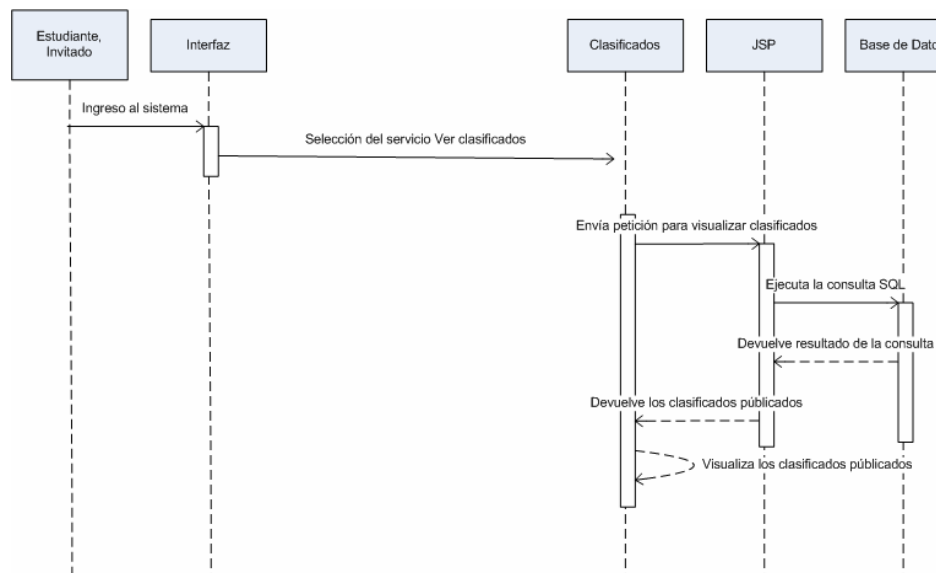 Estudiante,
Invitado
Interfaz
Clasificados
JSP
Base de Dato
Ingreso al sistema
Selección del servicio Ver clasificados
Envía petición para visualizar clasificados
Ejecuta la consulta SQL
Devuelve resultado de la consulta
Devuelve los clasificados públicados
Visualiza los clasificados públicados